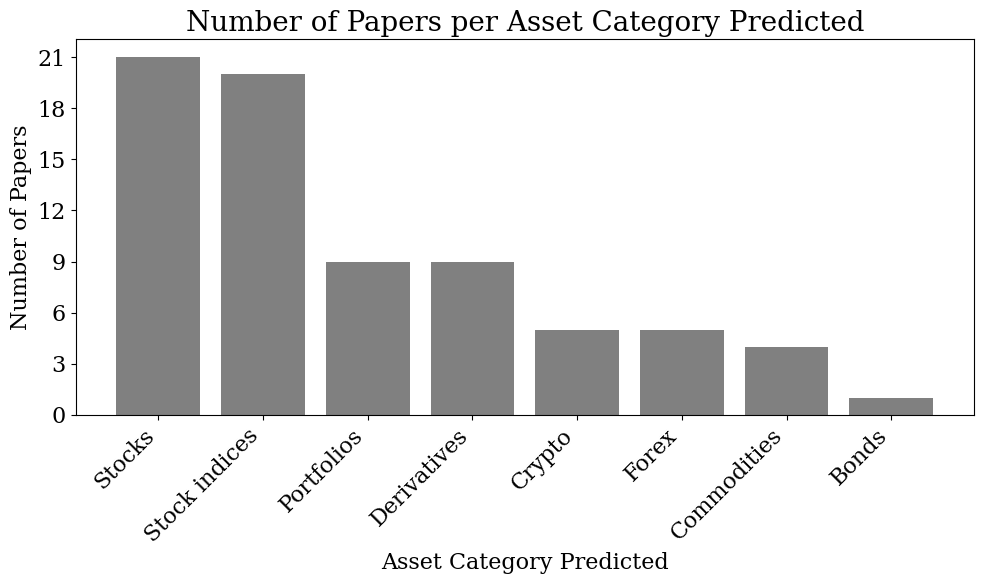 Number of Papers per Asset Category Predicted
Number of Papers
21
18
15
12
9
6
3
0
Stocks
Stock indices
Portfolios
Derivatives
Crypto
Forex
Commodities
Bonds
Asset Category Predicted